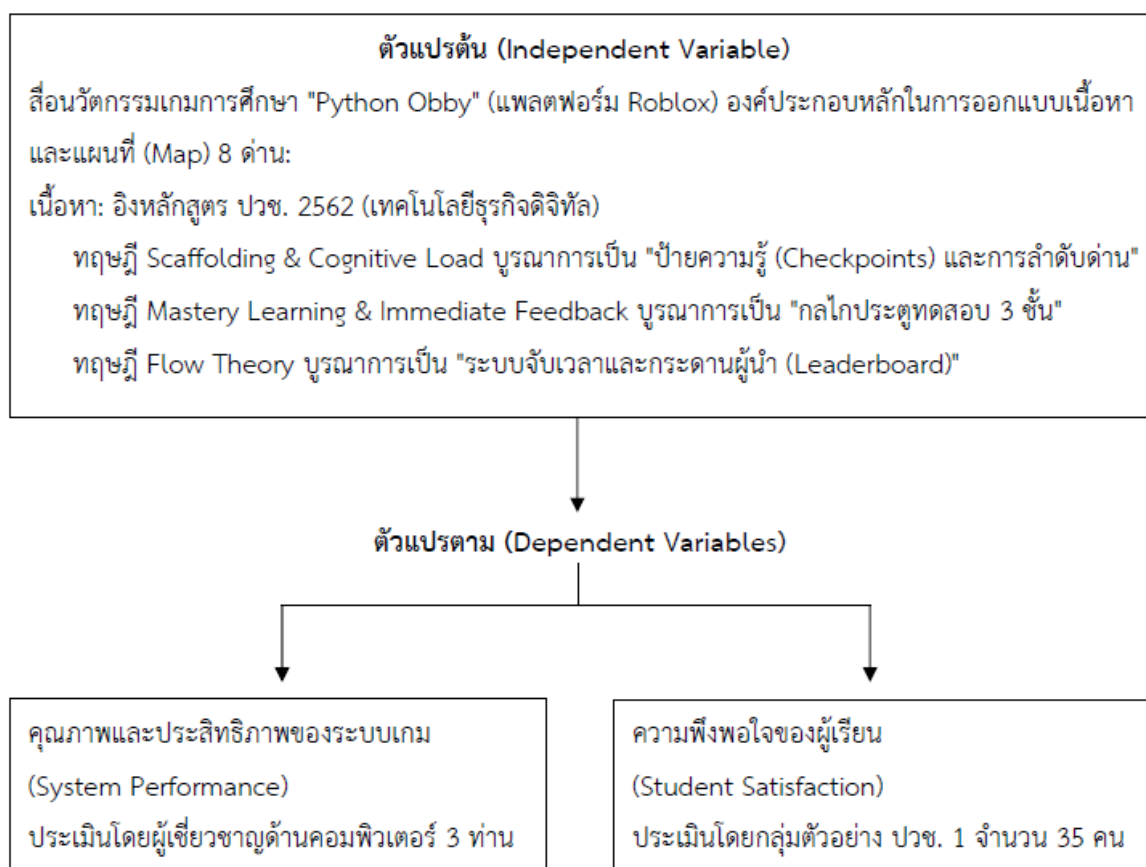 ตัวแปรต้น (Independent Variable)
สื่อนวัตกรรมเกมการศึกษา "Python Obby" (แพลตฟอร์ม Roblox) องค์ประกอบหลักในการออกแบบเนื้อหา
และแผนที่ (Map) 8 ด่าน:
เนื้อหา: อิงหลักสูตร ปวช. 2562 (เทคโนโลยีธุรกิจดิจิทัล)
ทฤษฎี Scaffolding & Cognitive Load บูรณาการเป็น "ป้ายความรู้ (Checkpoints) และการลำดับด่าน"
ทฤษฎี Mastery Learning & Immediate Feedback บูรณาการเป็น "กลไกประตูทดสอบ 3 ชั้น"
ทฤษฎี Flow Theory บูรณาการเป็น "ระบบจับเวลาและกระดานผู้นำ (Leaderboard)"
ตัวแปรตาม (Dependent Variables)
คุณภาพและประสิทธิภาพของระบบเกม
(System Performance)
ประเมินโดยผู้เชี่ยวชาญด้านคอมพิวเตอร์ 3 ท่าน
ความพึงพอใจของผู้เรียน
(Student Satisfaction)
ประเมินโดยกลุ่มตัวอย่าง ปวช. 1 จำนวน 35 คน